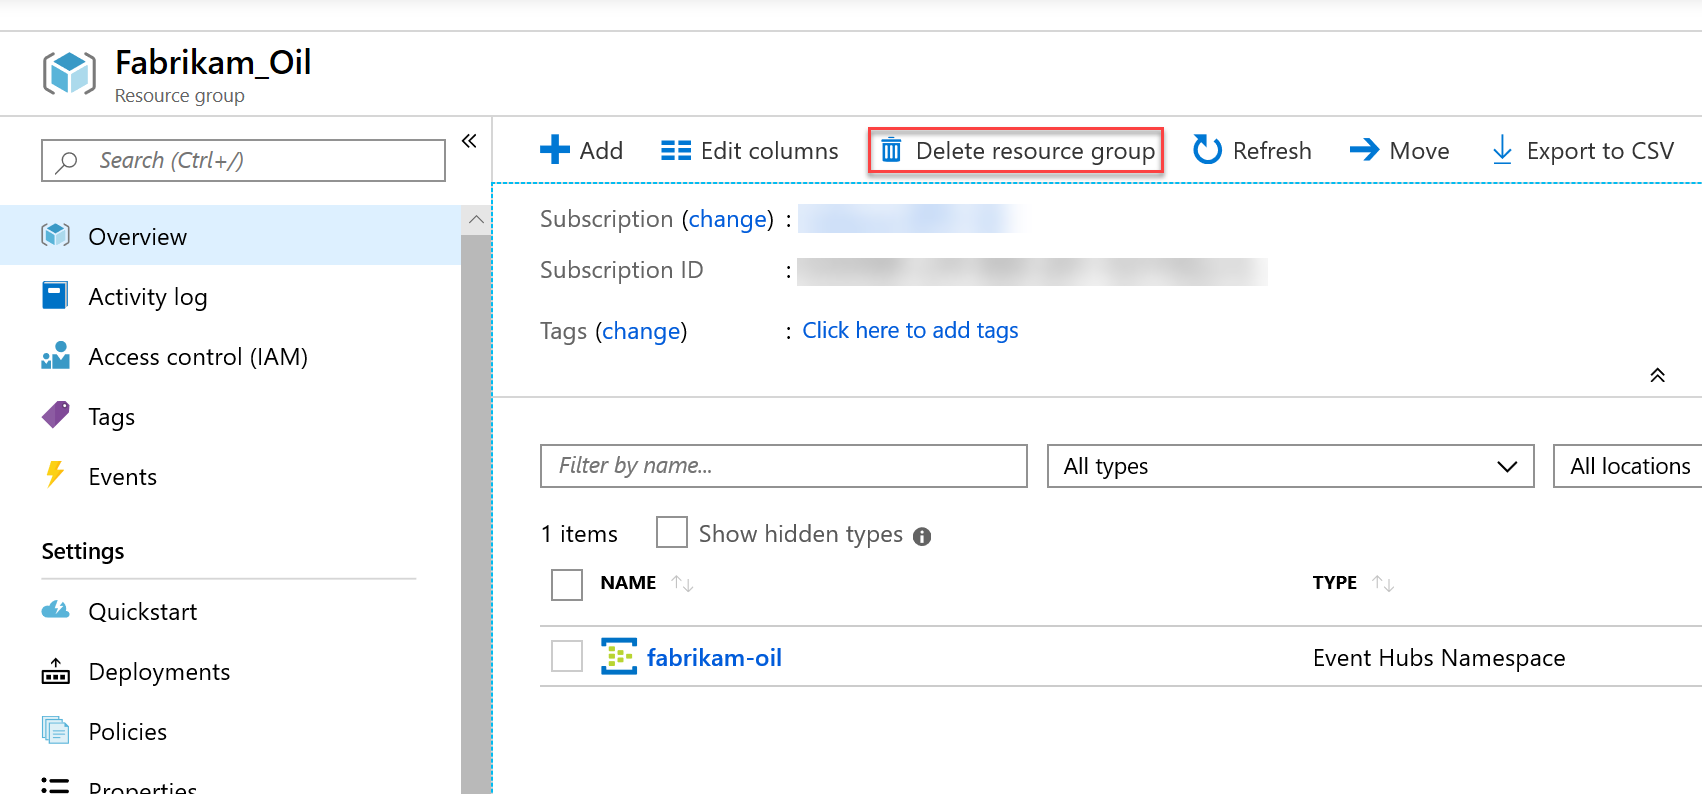 Fabrikam_Oil
Resource group
Search (Ctrl+/)
Overview
Activity log
Access control (IAM)
Tags
Events
Settings
Quickstart
Deployments
Policies
Properties
Add Edit columns Delete resource group Refresh Move Export to CSV
Subscription (change) :
Subscription ID :
Tags (change) : Click here to add tags
Filter by name... All types All locations
1 items Show hidden types
NAME TYPE
fabrikam-oil Event Hubs Namespace